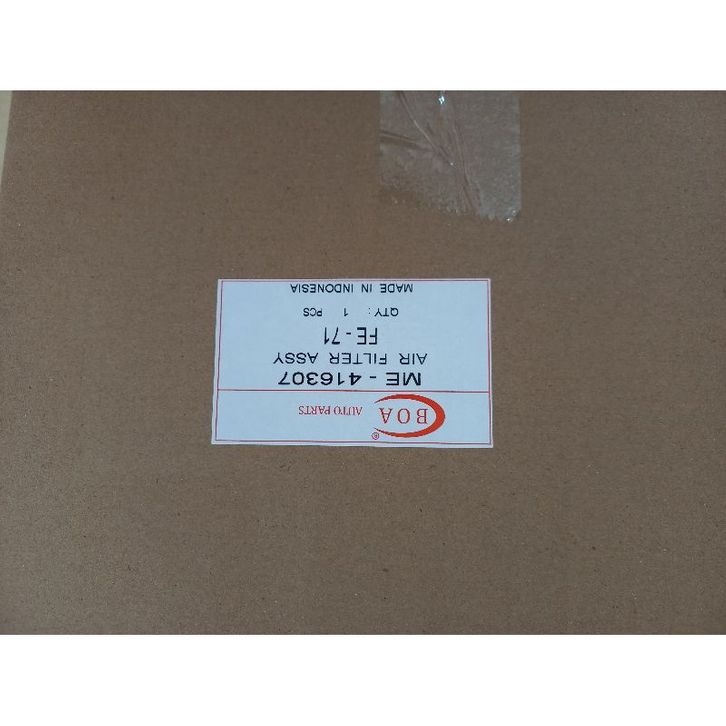 BOA AUTO PARTS ®
ME - 416307
AIR FILTER ASSY
FE - 71
QTY : 1 PCS
MADE IN INDONESIA